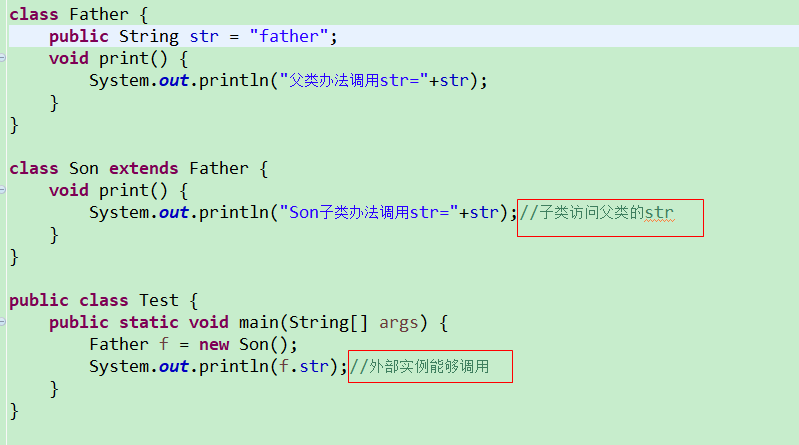 class Father {
    public String str = "father";
    void print() {
        System.out.println("父类办法调用str="+str);
    }
}
class Son extends Father {
    void print() {
        System.out.println("Son子类办法调用str="+str);//子类访问父类的str
    }
}
public class Test {
    public static void main(String[] args) {
        Father f = new Son();
        System.out.println(f.str);//外部实例能够调用
    }
}